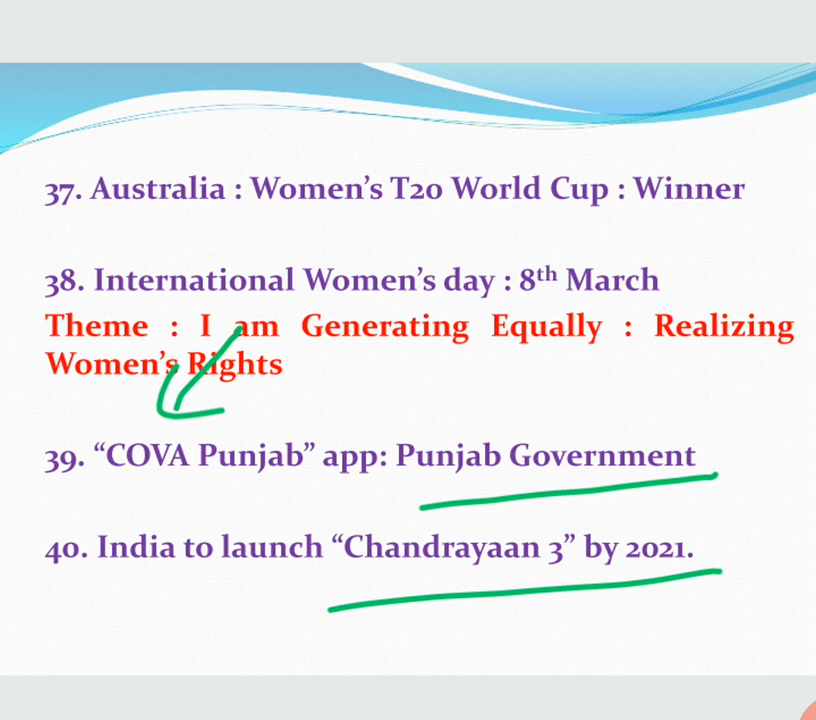 37. Australia : Women's T20 World Cup : Winner
38. International Women's day : 8th March
Theme : I am Generating Equally : Realizing
Women's Rights
39. “COVA Punjab” app: Punjab Government
40. India to launch “Chandrayaan 3” by 2021.